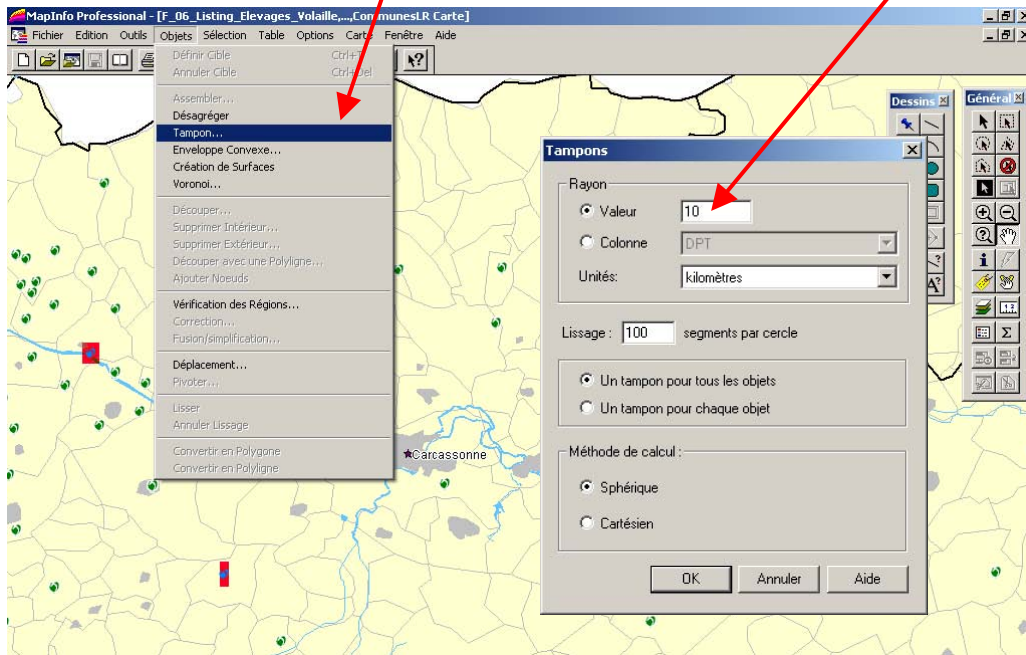 MapInfo Professional - [F_06_Listing_Elevages_Volaille,...,CommunesLR Carte]
Fichier Edition Outils Objets Sélection Table Options Carte Fenêtre Aide
Définir Cible
Annuler Cible
Assembler...
Désagréger
Tampon...
Enveloppe Convexe...
Création de Surfaces
Voronoi...
Découper...
Supprimer Intérieur...
Supprimer Extérieur...
Découper avec une Polyligne...
Ajouter Noeuds
Vérification des Régions...
Correction...
Fusion/simplification...
Déplacement...
Pivoter...
Lisser
Annuler Lissage
Convertir en Polygone
Convertir en Polyligne
Carcassonne
Tampons
Rayon
Valeur 10
Colonne DPT
Unités: kilomètres
Lissage : 100 segments par cercle
Un tampon pour tous les objets
Un tampon pour chaque objet
Méthode de calcul :
Sphérique
Cartésien
OK Annuler Aide
Dessins
Général